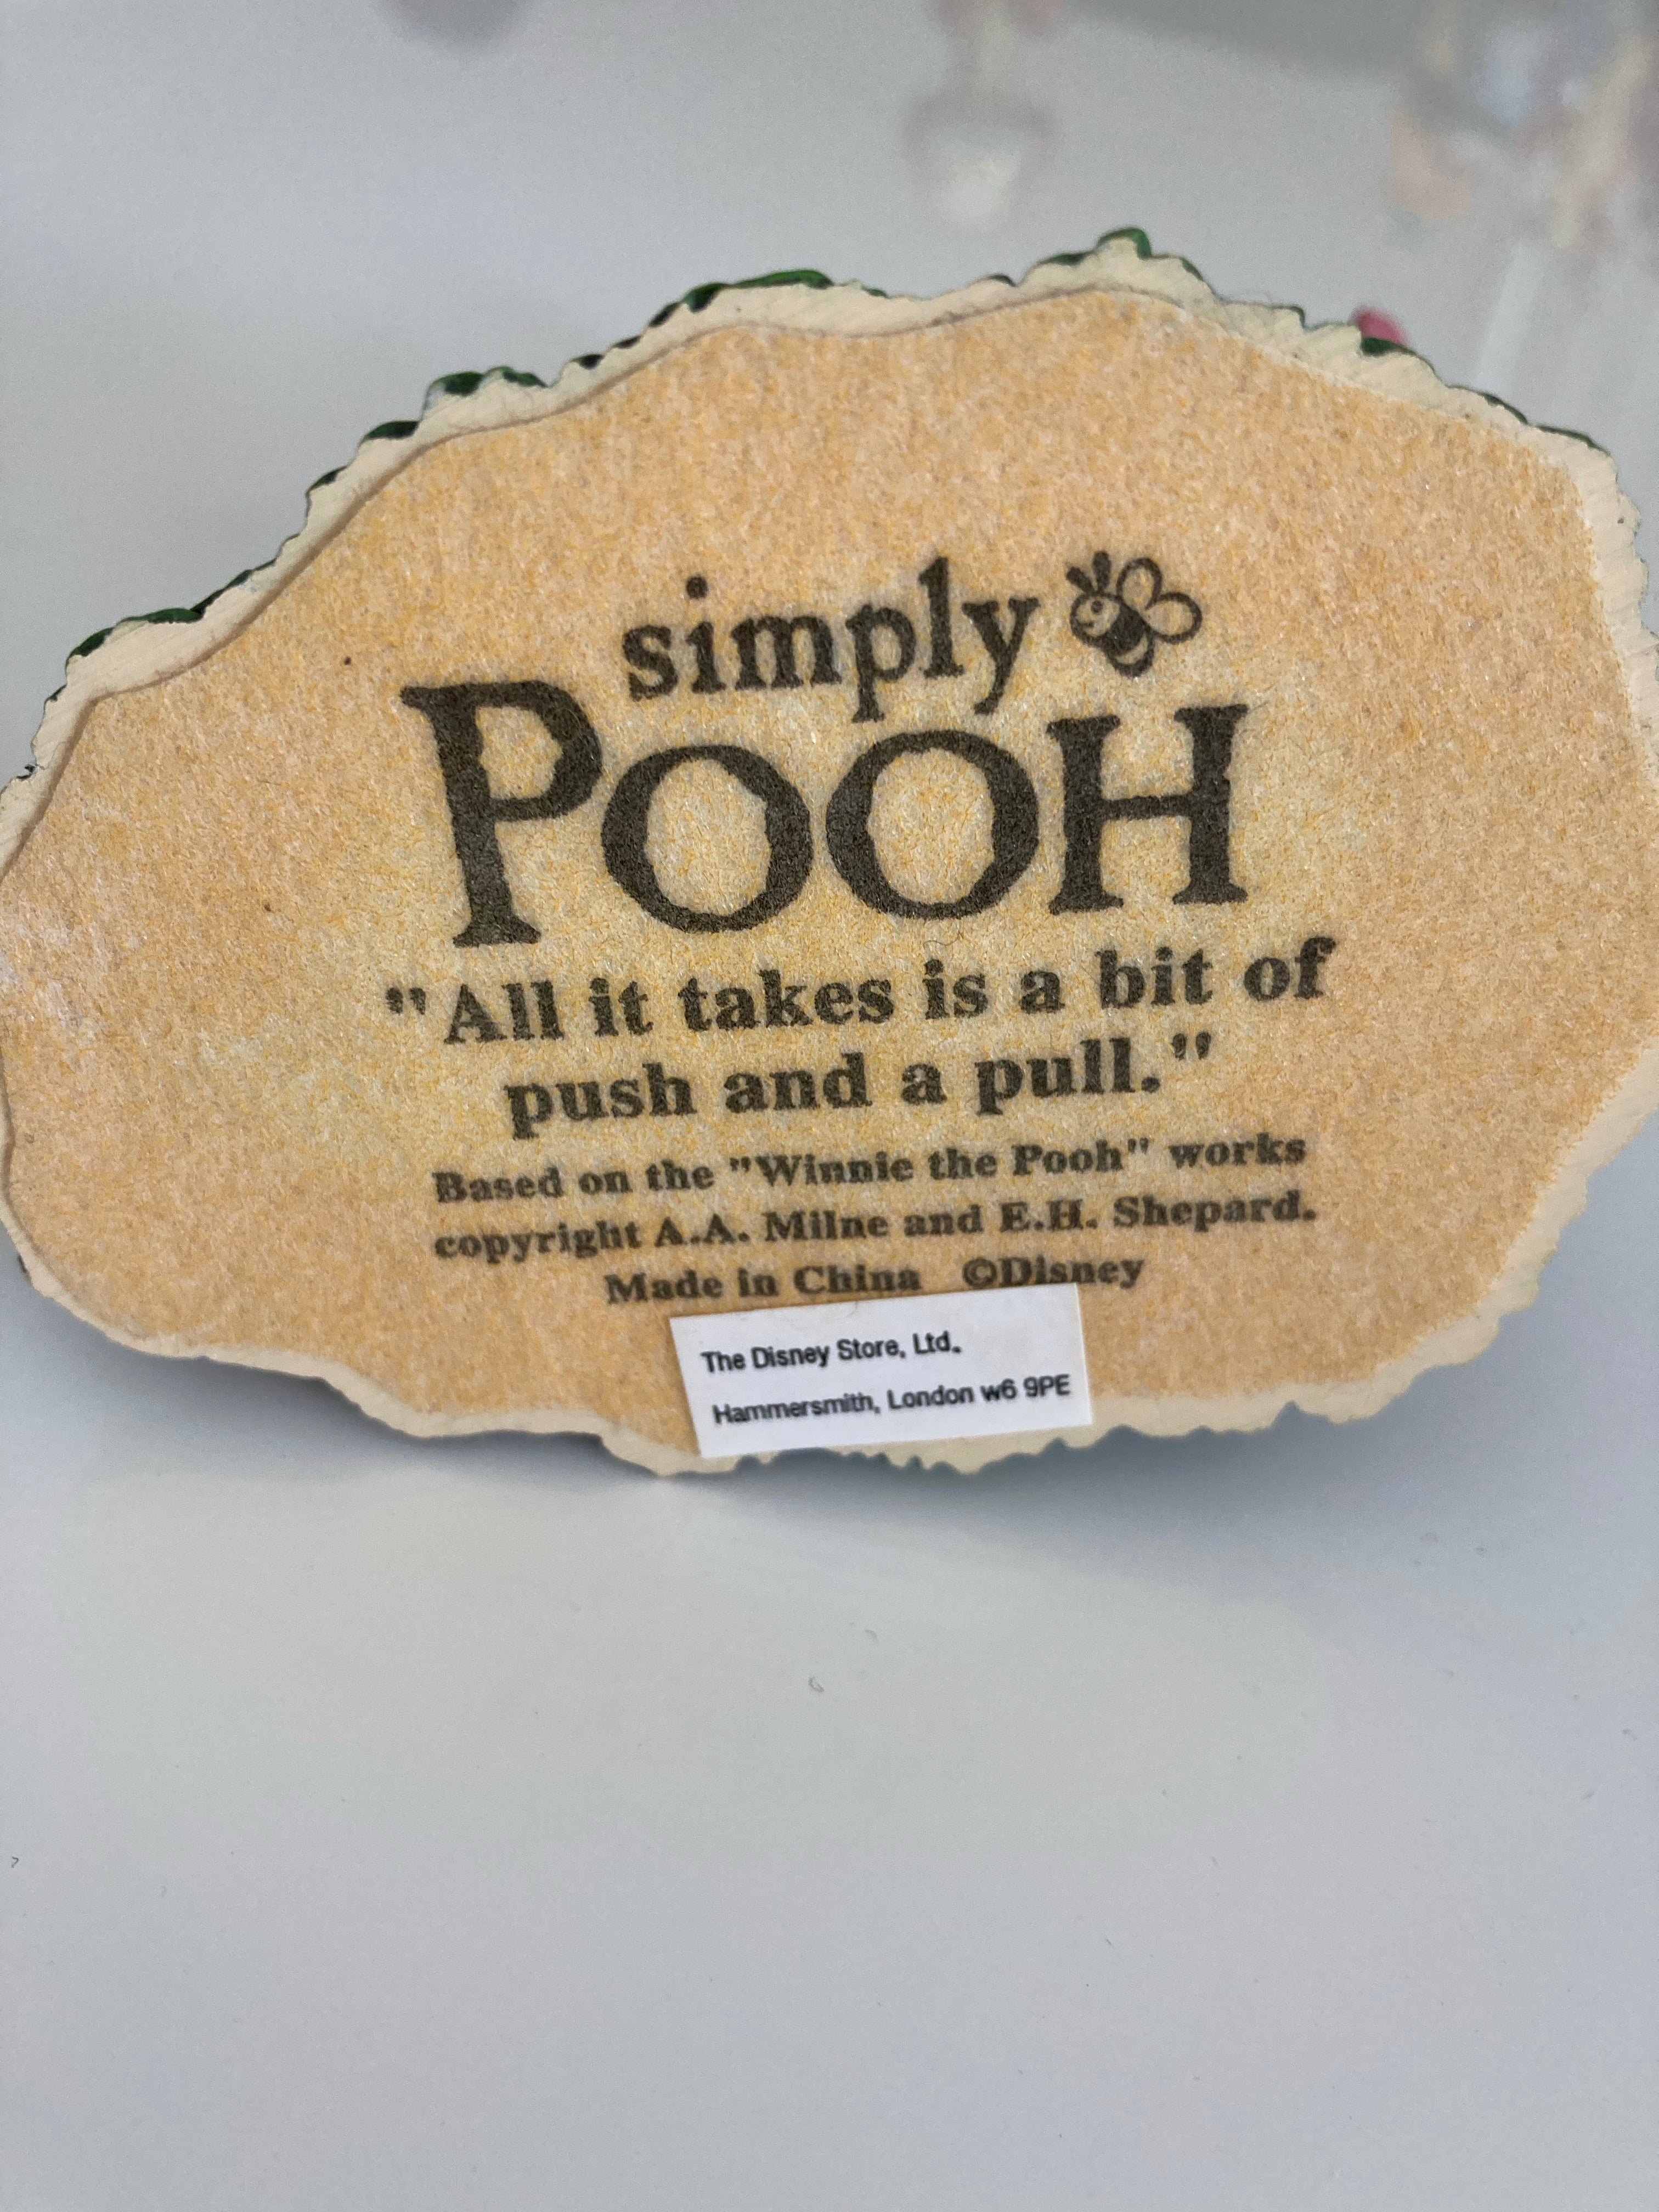 simply
POOH
"All it takes is a bit of
push and a pull."
Based on the "Winnie the Pooh" works
copyright A.A. Milne and E.H. Shepard.
Made in China ©Disney
The Disney Store, Ltd.
Hammersmith, London w6 9PE